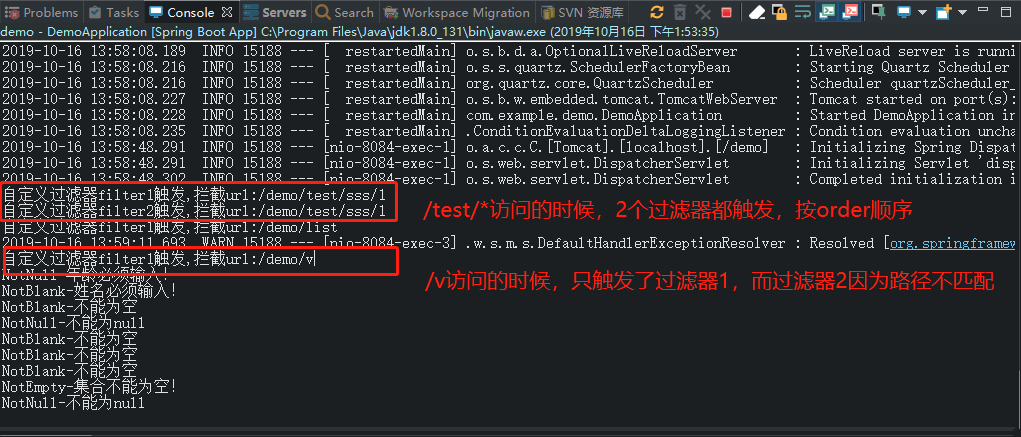 Problems Tasks Console Servers Search Workspace Migration SVN 资源库
demo - DemoApplication [Spring Boot App] C:\Program Files\Java\jdk1.8.0_131\bin\javaw.exe (2019年10月16日 下午1:53:35)
2019-10-16 13:58:08.189 INFO 15188 --- [ restartedMain] o.s.b.d.a.OptionalLiveReloadServer : LiveReload server is runni
2019-10-16 13:58:08.216 INFO 15188 --- [ restartedMain] o.s.s.quartz.SchedulerFactoryBean : Starting Quartz Scheduler
2019-10-16 13:58:08.216 INFO 15188 --- [ restartedMain] org.quartz.core.QuartzScheduler : Scheduler quartzScheduler_
2019-10-16 13:58:08.227 INFO 15188 --- [ restartedMain] o.s.b.w.embedded.tomcat.TomcatWebServer : Tomcat started on port(s):
2019-10-16 13:58:08.228 INFO 15188 --- [ restartedMain] com.example.demo.DemoApplication : Started DemoApplication in
2019-10-16 13:58:08.235 INFO 15188 --- [ restartedMain] .ConditionEvaluationDeltaLoggingListener : Condition evaluation uncha
2019-10-16 13:58:48.291 INFO 15188 --- [nio-8084-exec-1] o.a.c.c.C.[Tomcat].[localhost].[/demo] : Initializing Spring Dispat
2019-10-16 13:58:48.291 INFO 15188 --- [nio-8084-exec-1] o.s.web.servlet.DispatcherServlet : Initializing Servlet 'disp
2019-10-16 13:58:48.301 INFO 15188 --- [nio-8084-exec-1] o.s.web.servlet.DispatcherServlet : Completed initialization i
自定义过滤器filter1触发,拦截url:/demo/test/sss/1
自定义过滤器filter2触发,拦截url:/demo/test/sss/1
/test/*访问的时候，2个过滤器都触发，按order顺序
自定义过滤器filter1触发,拦截url:/demo/list
2019-10-16 13:59:11.693 WARN 15188 --- [nio-8084-exec-3] .w.s.m.s.DefaultHandlerExceptionResolver : Resolved [org.springframew
自定义过滤器filter1触发,拦截url:/demo/v
/v访问的时候，只触发了过滤器1，而过滤器2因为路径不匹配
NotNull-年龄必须输入!
NotBlank-姓名必须输入!
NotBlank-不能为空
NotNull-不能为null
NotBlank-不能为空
NotBlank-不能为空
NotBlank-不能为空
NotEmpty-集合不能为空!
NotNull-不能为null